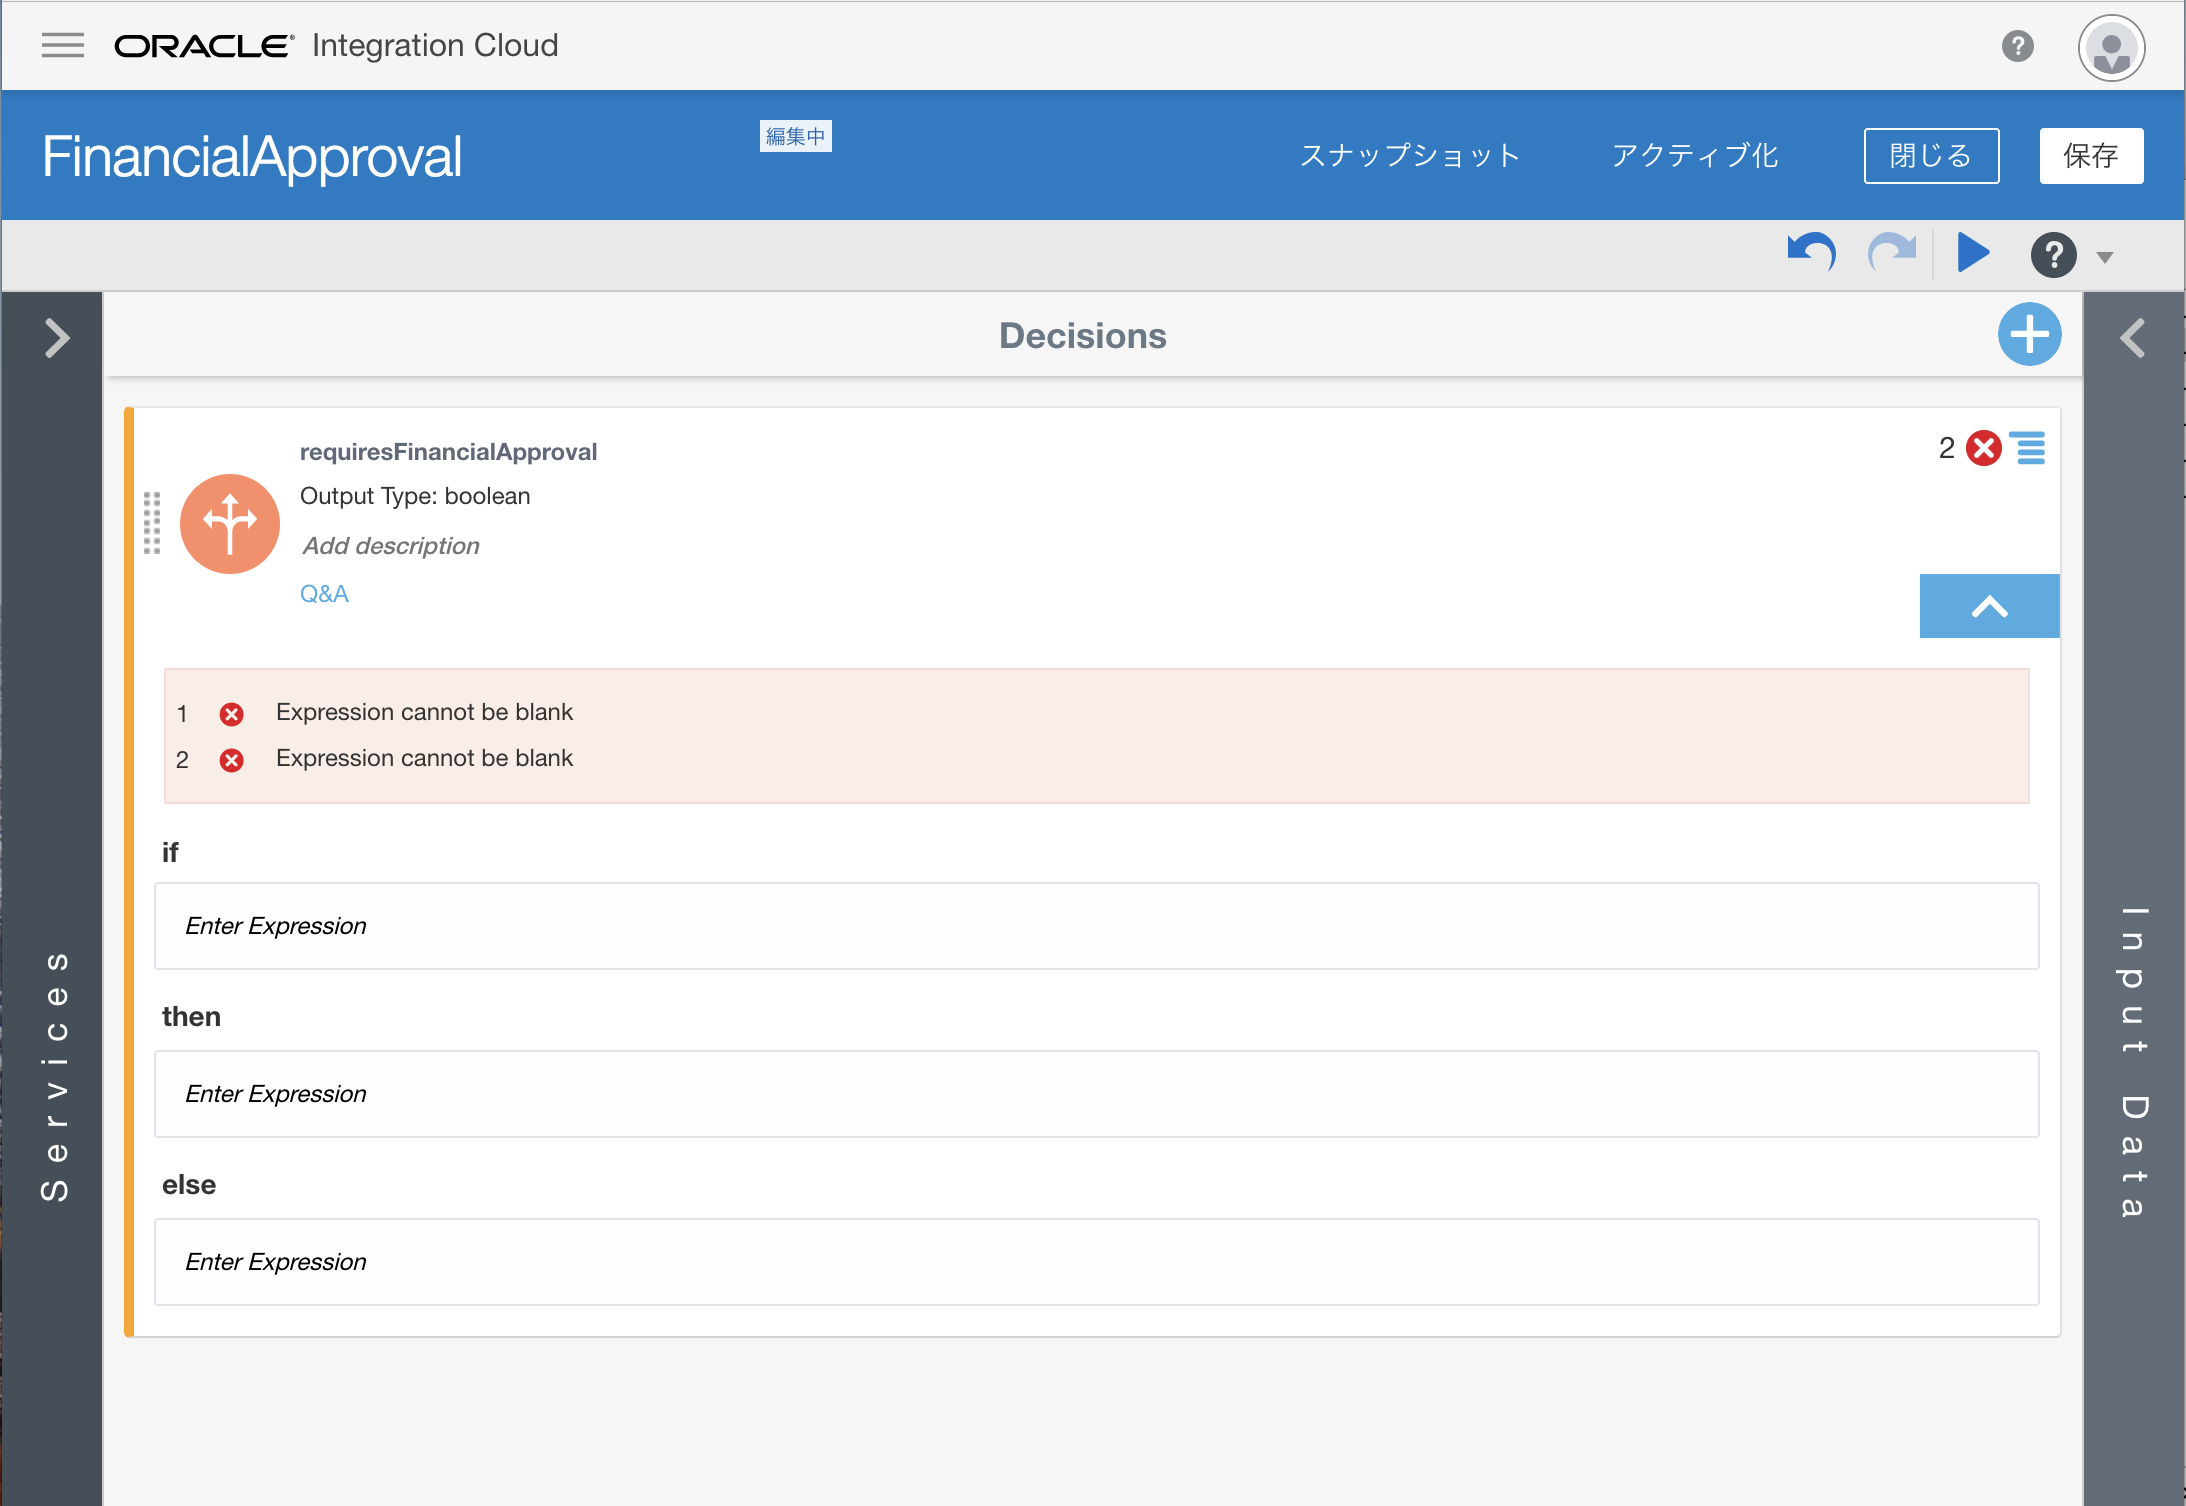 ORACLE® Integration Cloud
FinancialApproval
編集中
スナップショット
アクティブ化
閉じる
保存
Decisions
requiresFinancialApproval
2
Output Type: boolean
Add description
Q&A
1 Expression cannot be blank
2 Expression cannot be blank
if
Enter Expression
then
Enter Expression
else
Enter Expression
Services
Input Data